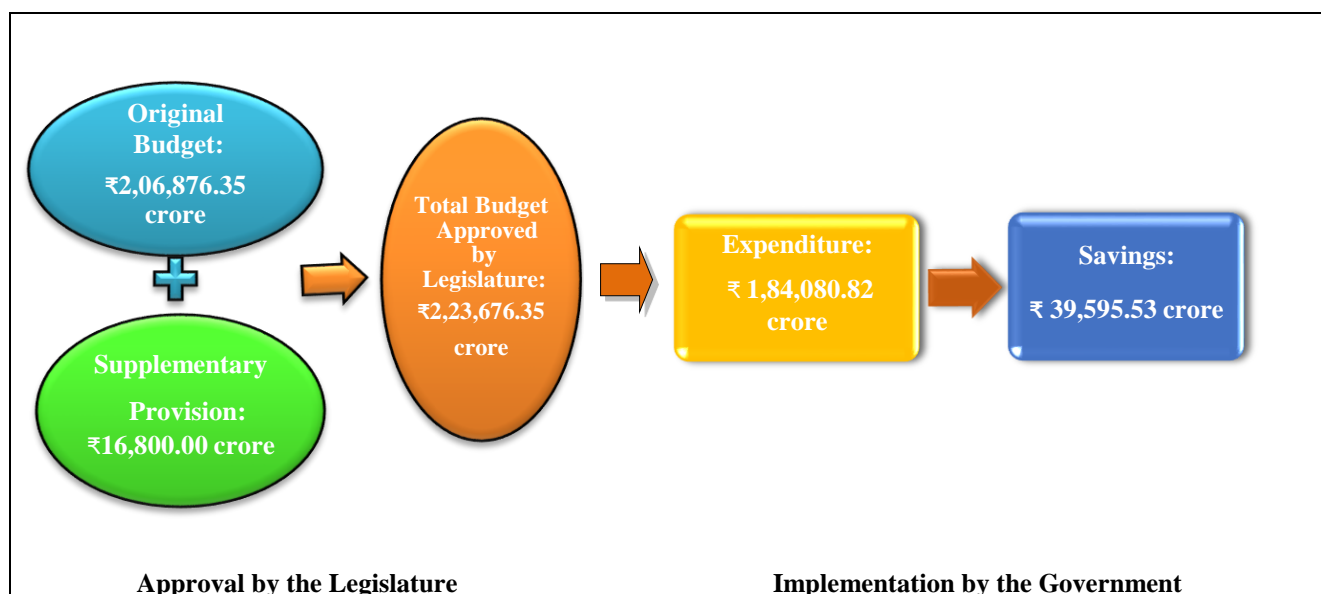 Original
Budget:
₹2,06,876.35
crore
Supplementary
Provision:
₹16,800.00 crore
Total Budget
Approved
by
Legislature:
₹2,23,676.35
crore
Expenditure:
₹ 1,84,080.82
crore
Savings:
₹ 39,595.53 crore
Approval by the Legislature
Implementation by the Government